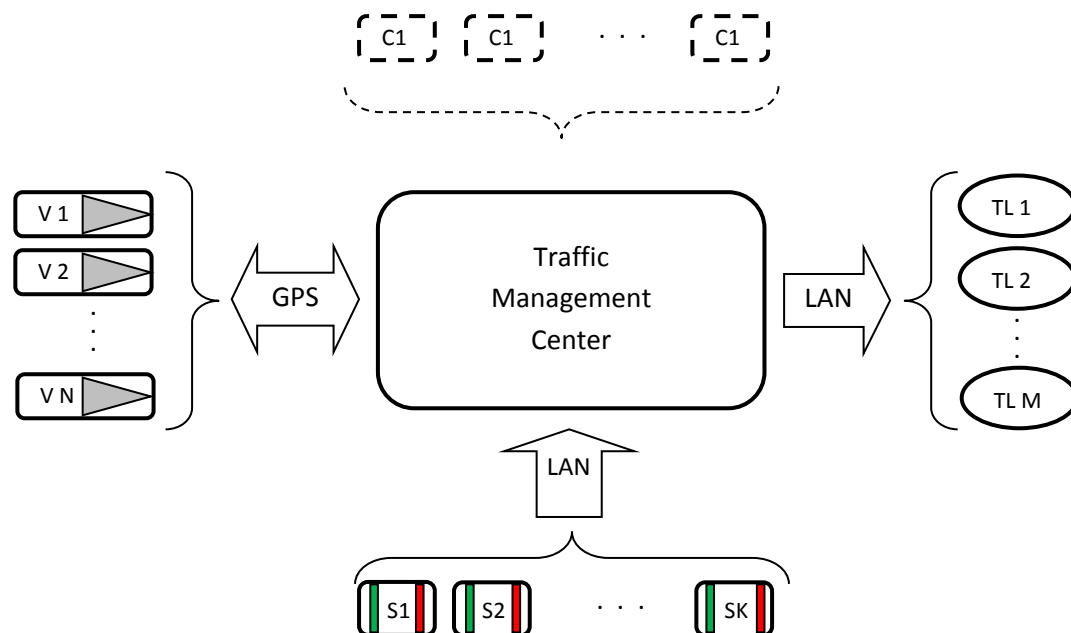 C1 C1 . . . C1
V 1
V 2
.
.
.
V N
GPS
Traffic
Management
Center
LAN
TL 1
TL 2
.
.
.
TL M
LAN
S1 S2 . . . SK